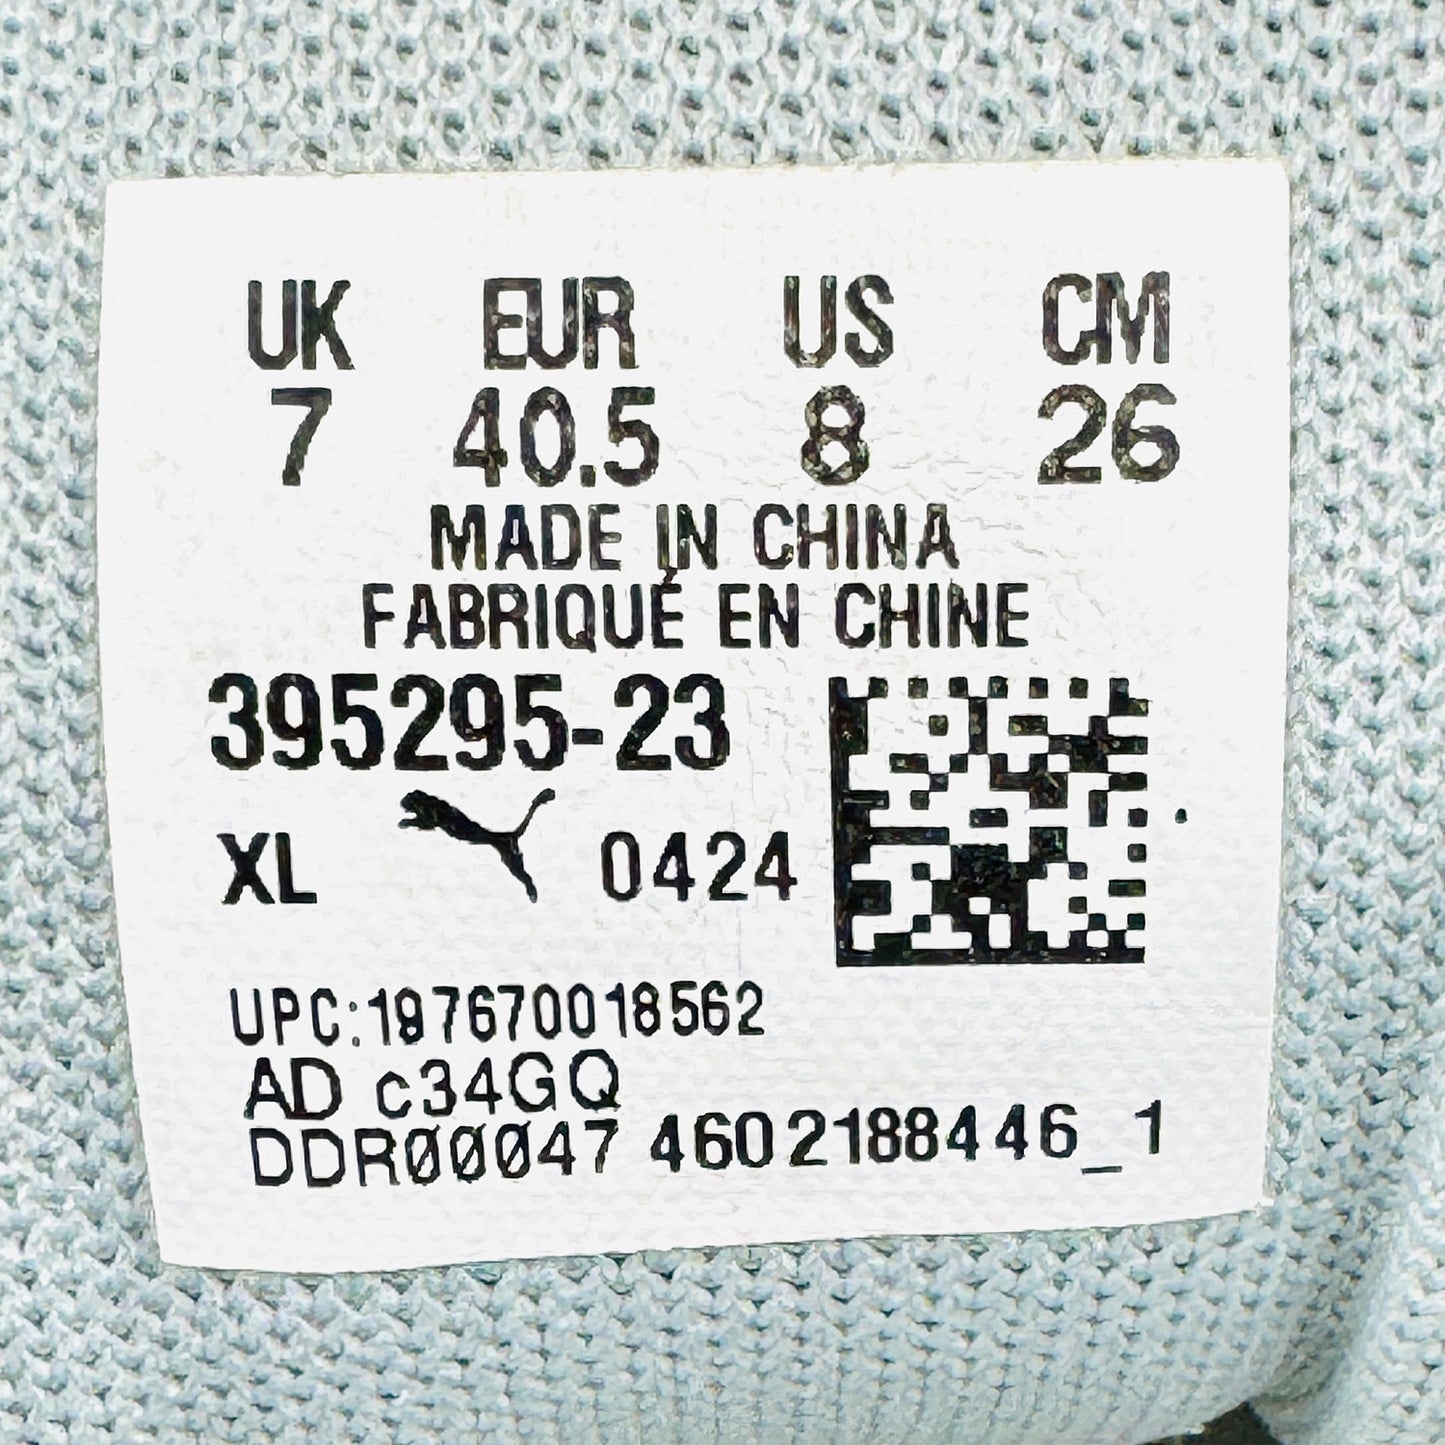 UK EUR US CM
7 40.5 8 26
MADE IN CHINA
FABRIQUÉ EN CHINE
395295-23
XL 0424
UPC:197670018562
AD c34GQ
DDRØØØ47 4602188446_1